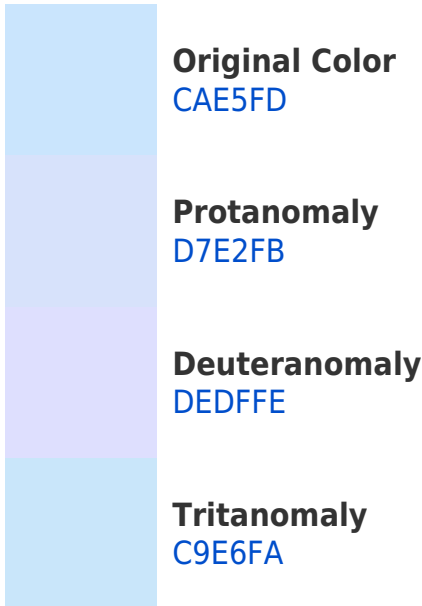 Original Color
CAE5FD
Protanomaly
D7E2FB
Deuteranomaly
DEDFFE
Tritanomaly
C9E6FA